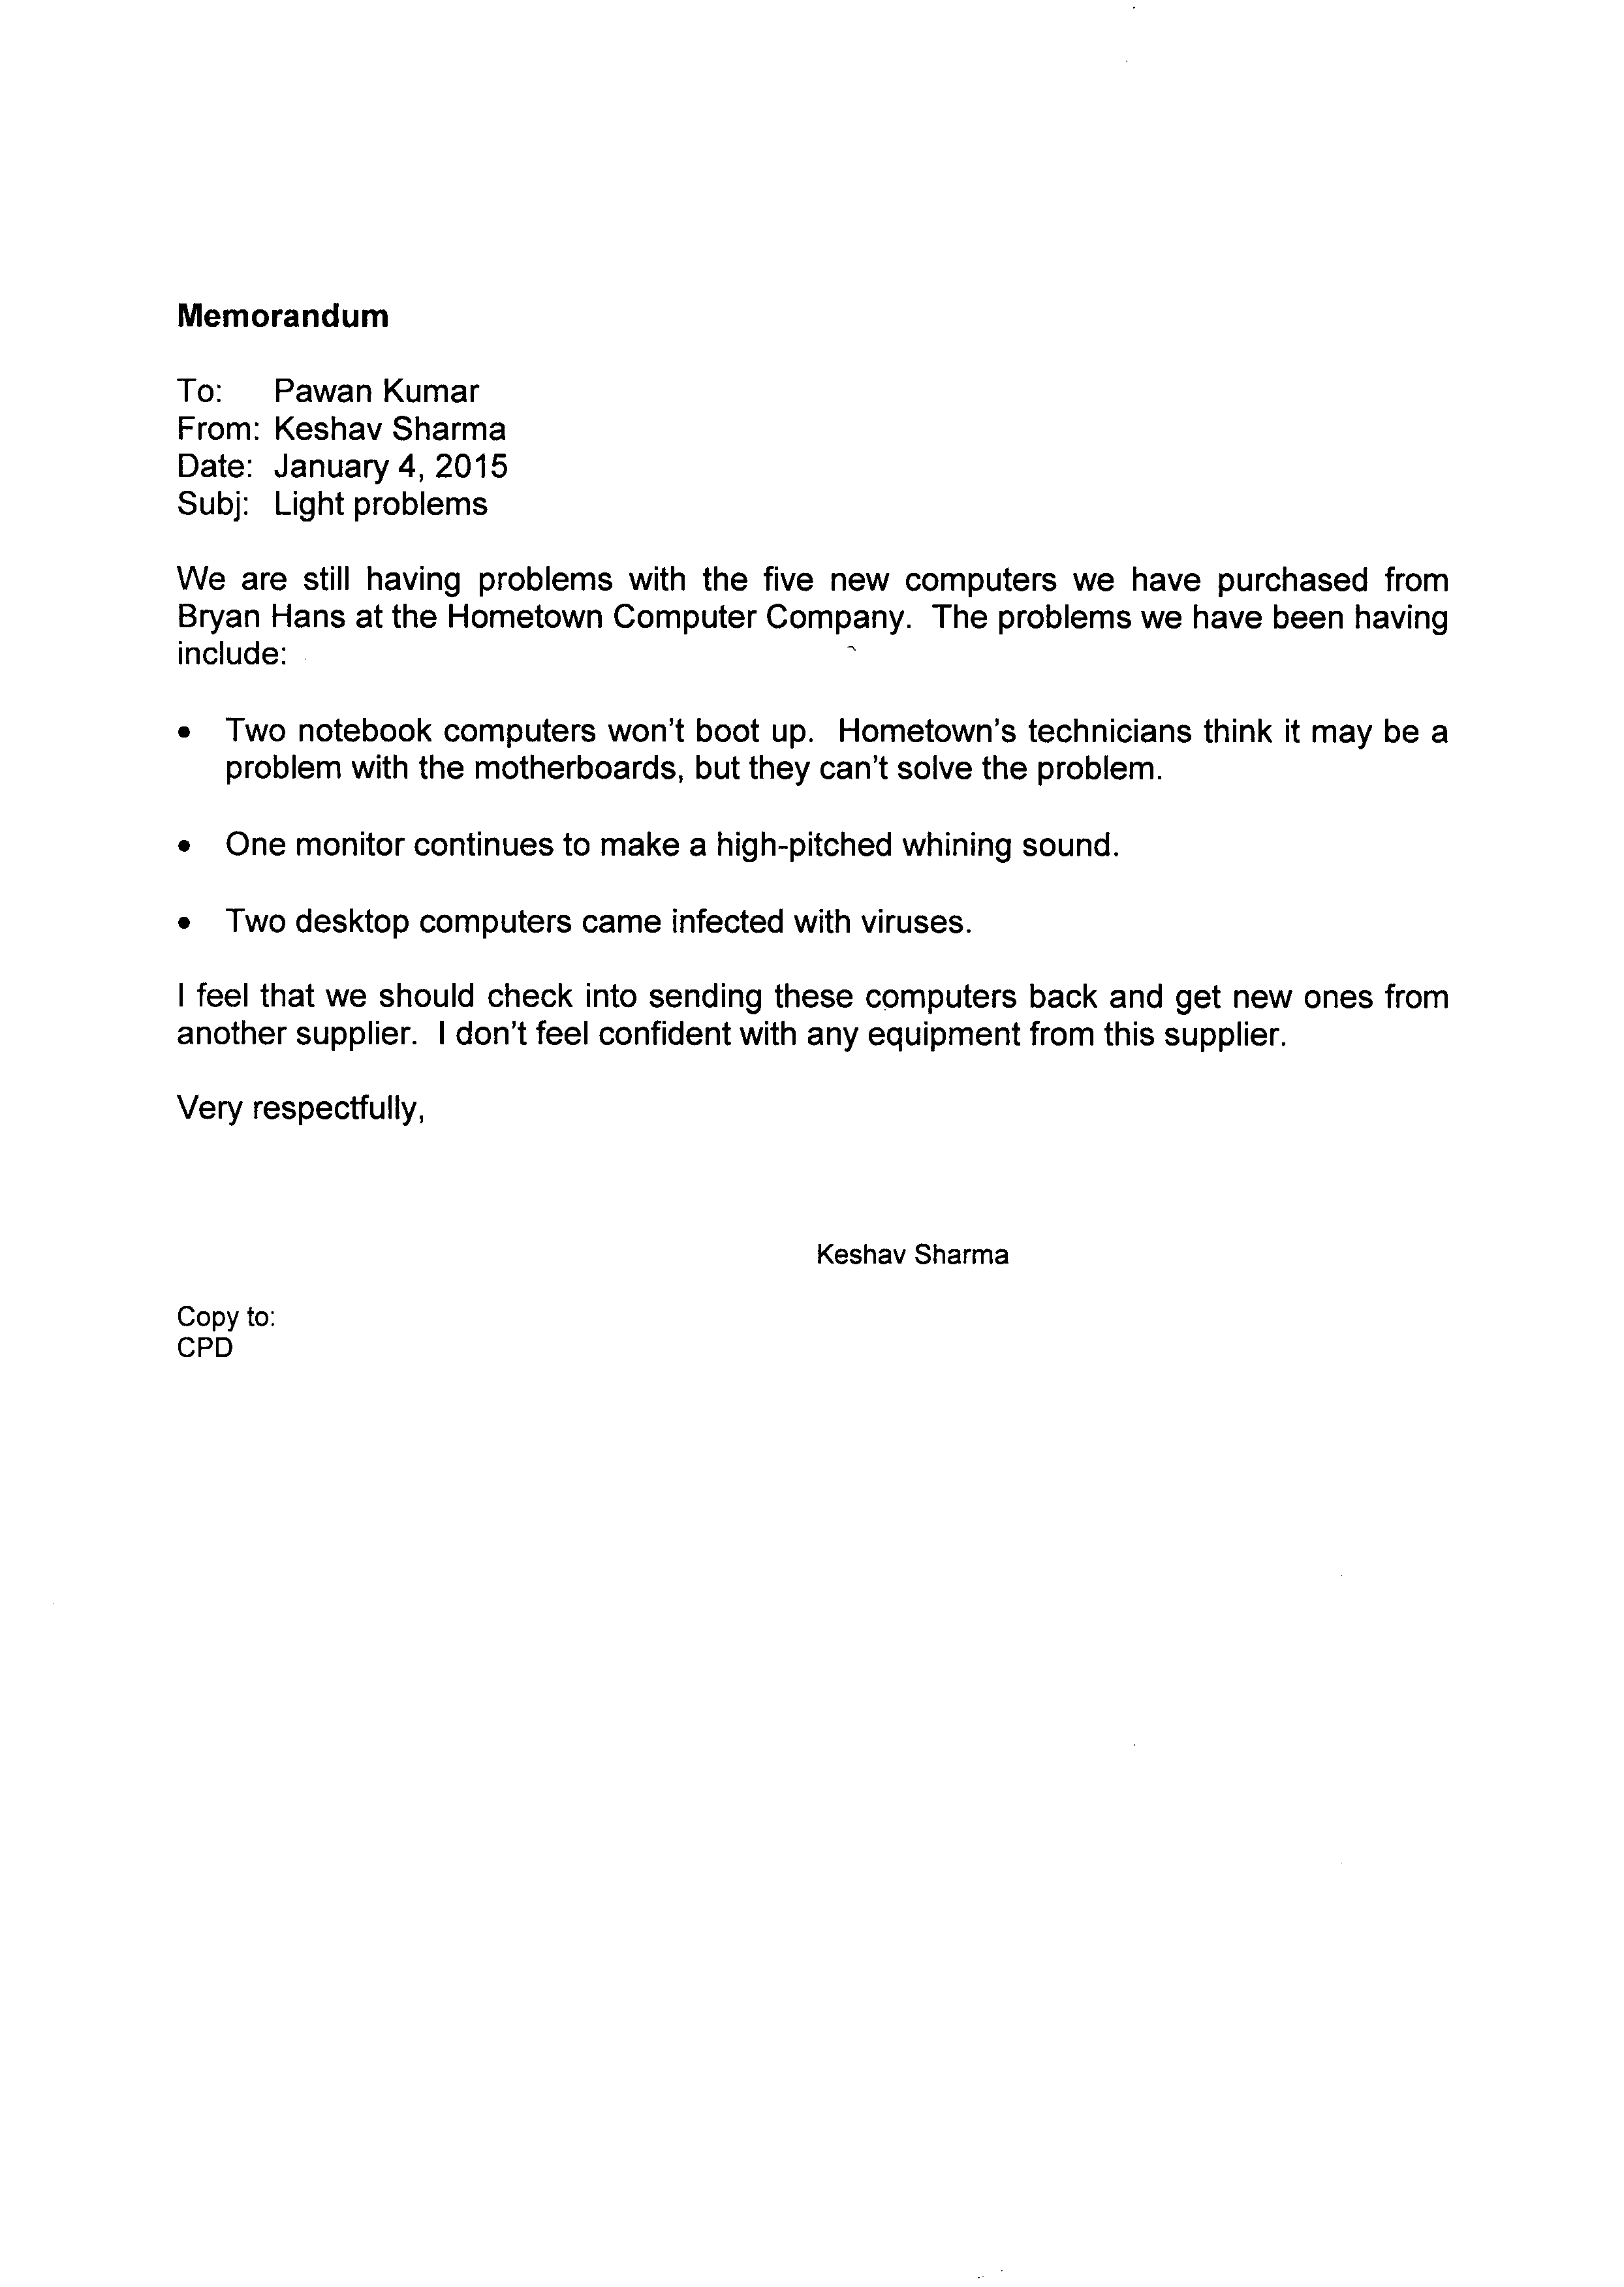 Memorandum
To: Pawan Kumar
From: Keshav Sharma
Date: January 4, 2015
Subj: Light problems
We are still having problems with the five new computers we have purchased from
Bryan Hans at the Hometown Computer Company. The problems we have been having
include:
• Two notebook computers won't boot up. Hometown's technicians think it may be a
problem with the motherboards, but they can't solve the problem.
• One monitor continues to make a high-pitched whining sound.
• Two desktop computers came infected with viruses.
I feel that we should check into sending these computers back and get new ones from
another supplier. I don't feel confident with any equipment from this supplier.
Very respectfully,
Keshav Sharma
Copy to:
CPD